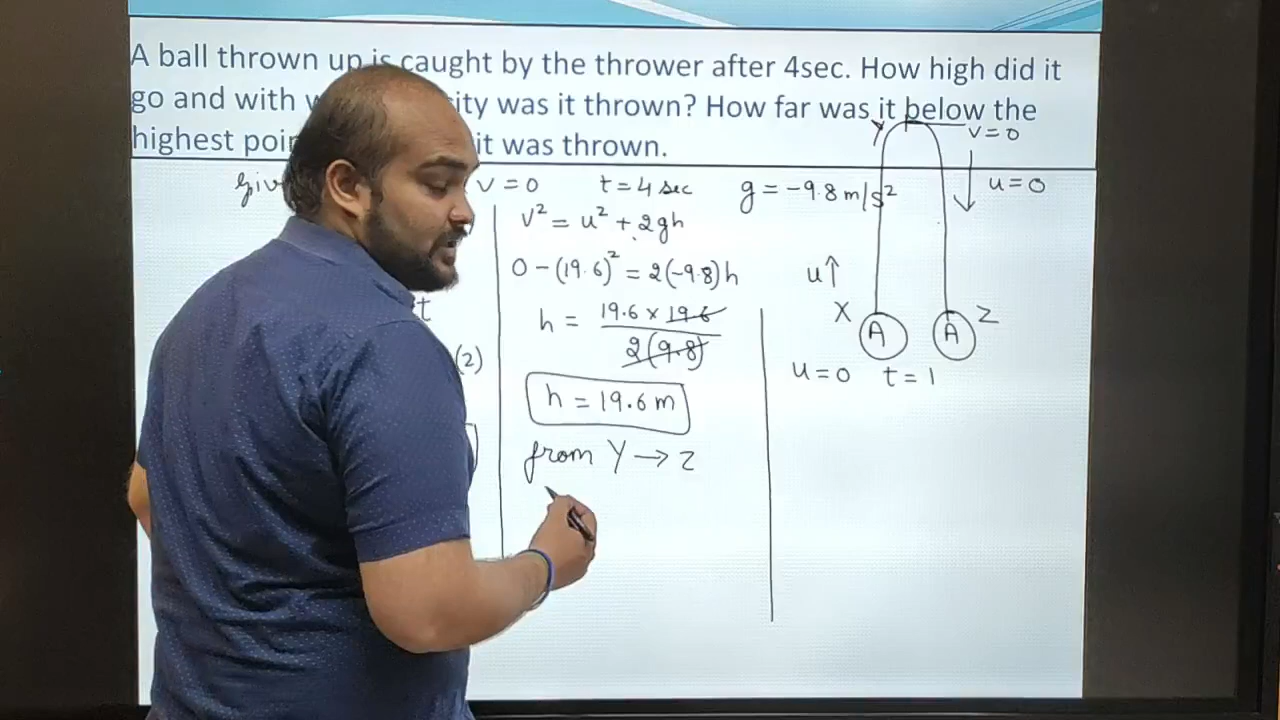 A ball thrown up is caught by the thrower after 4sec. How high did it
go and with city was it thrown? How far was it below the
highest poi it was thrown.
Giv v = 0 t = 4 sec g = -9.8 m/s²
v² = u² + 2gh
0 - (19.6)² = 2(-9.8)h
h = 19.6 x 19.6
2(9.8)
h = 19.6 m
from Y → Z
t
(2)
Y v = 0
u = 0
u↑
X A A Z
u = 0 t = 1